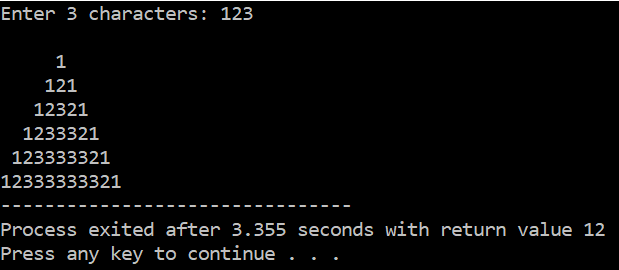 Enter 3 characters: 123
1
121
12321
1233321
123333321
12333333321
--------------------------------
Process exited after 3.355 seconds with return value 12
Press any key to continue . . .